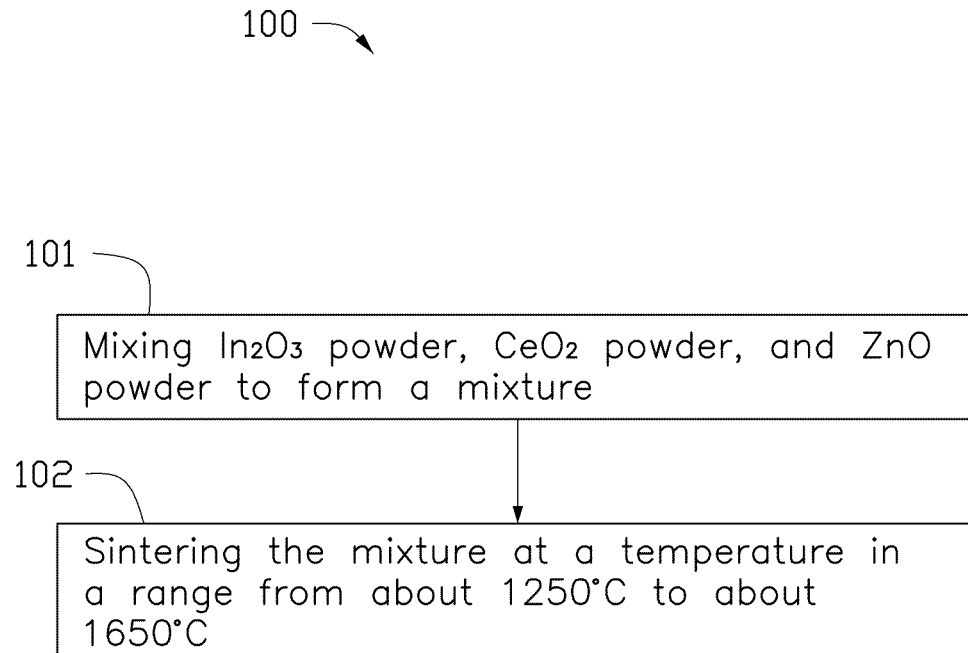 100
101
Mixing In₂O₃ powder, CeO₂ powder, and ZnO
powder to form a mixture
102
Sintering the mixture at a temperature in
a range from about 1250°C to about
1650°C